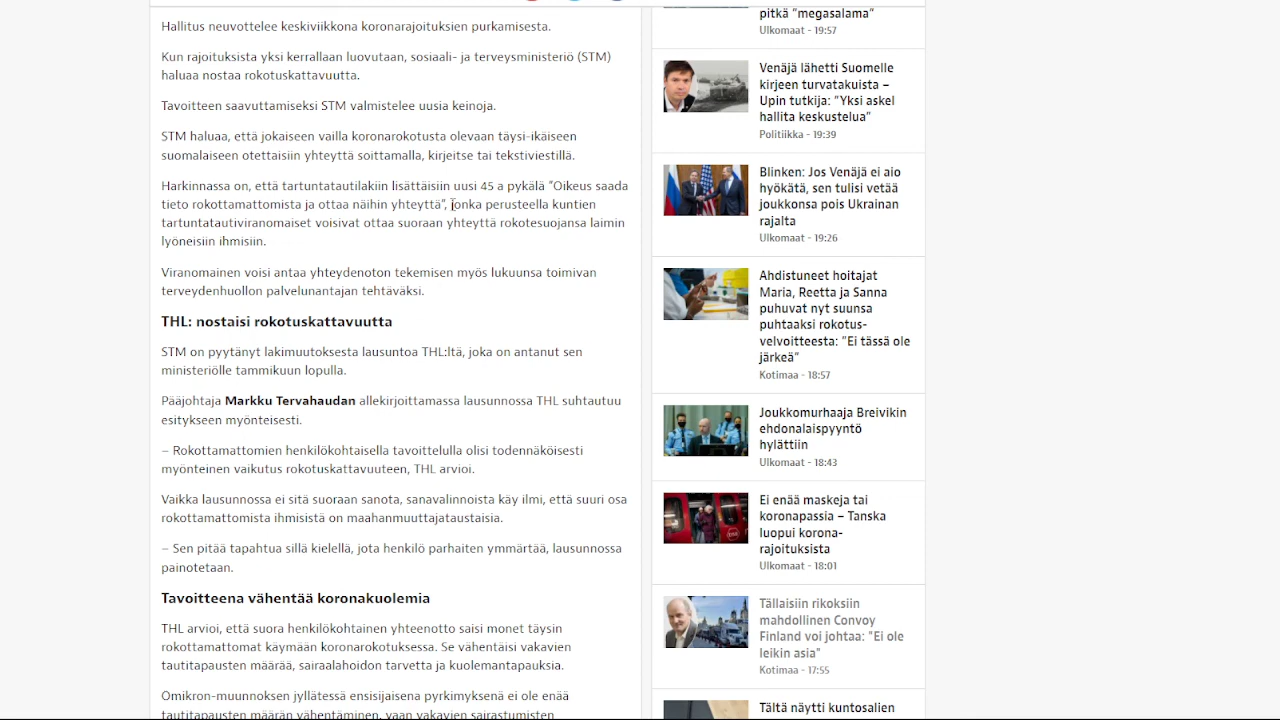 Hallitus neuvottelee keskiviikkona koronarajoituksien purkamisesta.
Kun rajoituksista yksi kerrallaan luovutaan, sosiaali- ja terveysministeriö (STM)
haluaa nostaa rokotuskattavuutta.
Tavoitteen saavuttamiseksi STM valmistelee uusia keinoja.
STM haluaa, että jokaiseen vailla koronarokotusta olevaan täysi-ikäiseen
suomalaiseen otettaisiin yhteyttä soittamalla, kirjeitse tai tekstiviestillä.
Harkinnassa on, että tartuntatautilakiin lisättäisiin uusi 45 a pykälä ”Oikeus saada
tieto rokottamattomista ja ottaa näihin yhteyttä”, jonka perusteella kuntien
tartuntatautiviranomaiset voisivat ottaa suoraan yhteyttä rokotesuojansa laimin
lyöneisiin ihmisiin.
Viranomainen voisi antaa yhteydenoton tekemisen myös lukuunsa toimivan
terveydenhuollon palvelunantajan tehtäväksi.
THL: nostaisi rokotuskattavuutta
STM on pyytänyt lakimuutoksesta lausuntoa THL:ltä, joka on antanut sen
ministeriölle tammikuun lopulla.
Pääjohtaja Markku Tervahaudan allekirjoittamassa lausunnossa THL suhtautuu
esitykseen myönteisesti.
– Rokottamattomien henkilökohtaisella tavoittelulla olisi todennäköisesti
myönteinen vaikutus rokotuskattavuuteen, THL arvioi.
Vaikka lausunnossa ei sitä suoraan sanota, sanavalinnoista käy ilmi, että suuri osa
rokottamattomista ihmisistä on maahanmuuttajataustaisia.
– Sen pitää tapahtua sillä kielellä, jota henkilö parhaiten ymmärtää, lausunnossa
painotetaan.
Tavoitteena vähentää koronakuolemia
THL arvioi, että suora henkilökohtainen yhteenotto saisi monet täysin
rokottamattomat käymään koronarokotuksessa. Se vähentäisi vakavien
tautitapausten määrää, sairaalahoidon tarvetta ja kuolemantapauksia.
Omikron-muunnoksen jyllätessä ensisijaisena pyrkimyksenä ei ole enää
tautitapausten määrän vähentäminen, vaan vakavien sairastumisten
pitkä ”megasalama”
Ulkomaat - 19:57
Venäjä lähetti Suomelle
kirjeen turvatakuista –
Upin tutkija: ”Yksi askel
hallita keskustelua”
Politiikka - 19:39
Blinken: Jos Venäjä ei aio
hyökätä, sen tulisi vetää
joukkonsa pois Ukrainan
rajalta
Ulkomaat - 19:26
Ahdistuneet hoitajat
Maria, Reetta ja Sanna
puhuvat nyt suunsa
puhtaaksi rokotus-
velvoitteesta: ”Ei tässä ole
järkeä”
Kotimaa - 18:57
Joukkomurhaaja Breivikin
ehdonalaispyyntö
hylättiin
Ulkomaat - 18:43
Ei enää maskeja tai
koronapassia – Tanska
luopui korona-
rajoituksista
Ulkomaat - 18:01
Tällaisiin rikoksiin
mahdollinen Convoy
Finland voi johtaa: ”Ei ole
leikin asia”
Kotimaa - 17:55
Tältä näytti kuntosalien